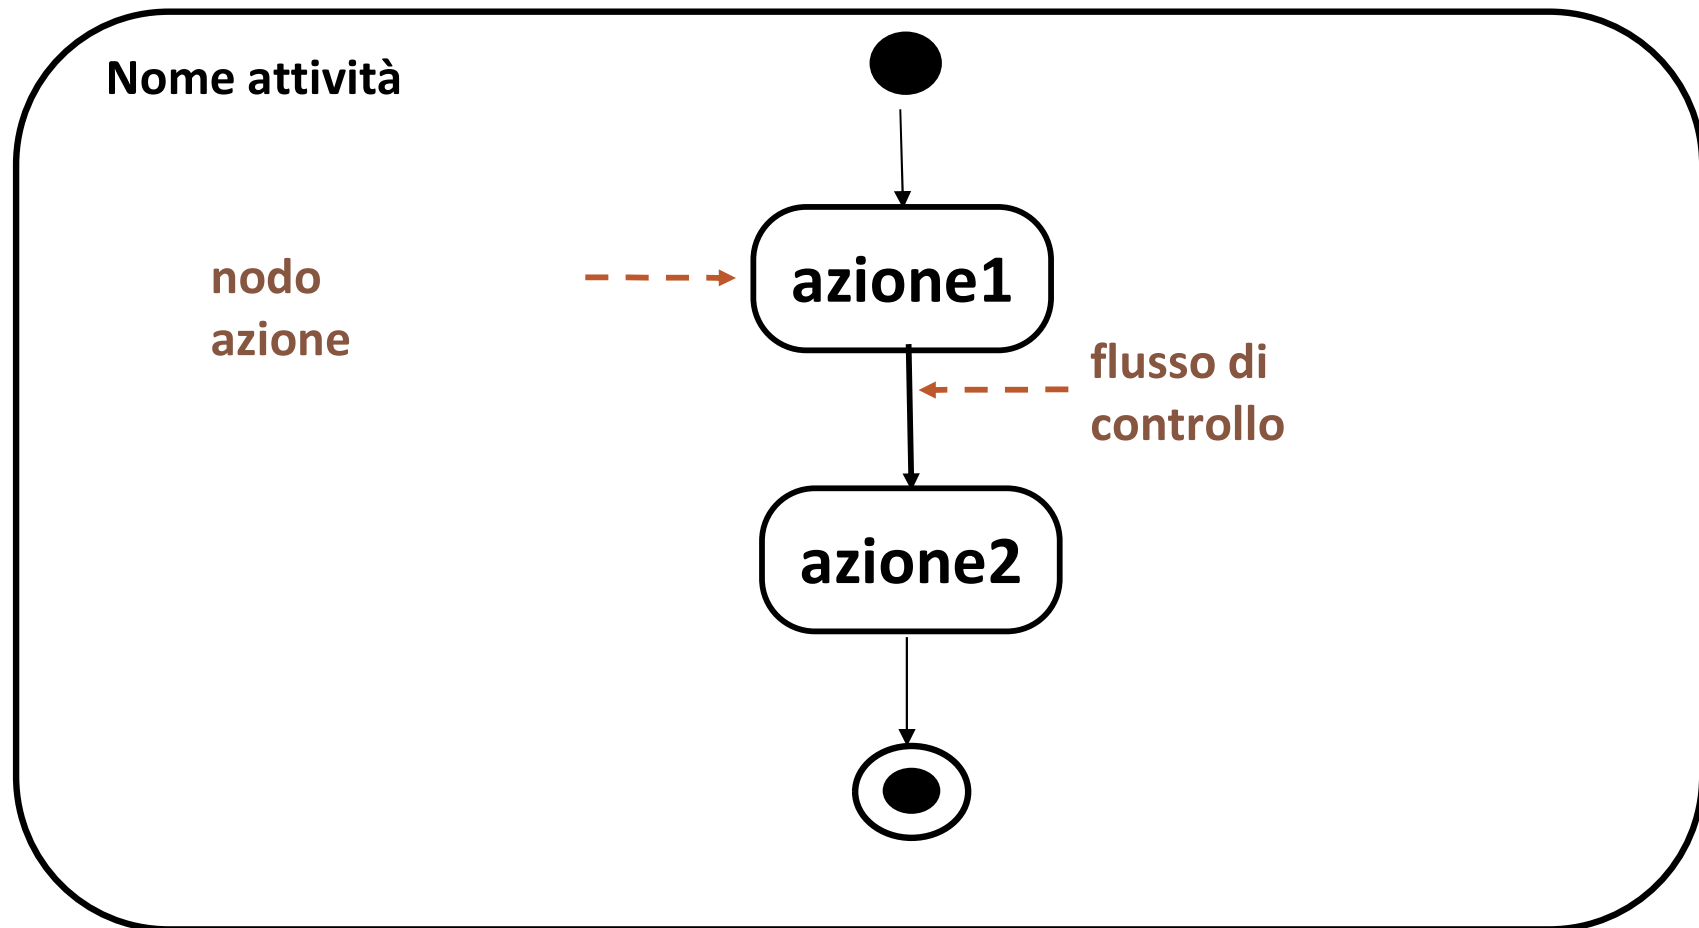 Nome attività
azione1
nodo
azione
flusso di
controllo
azione2